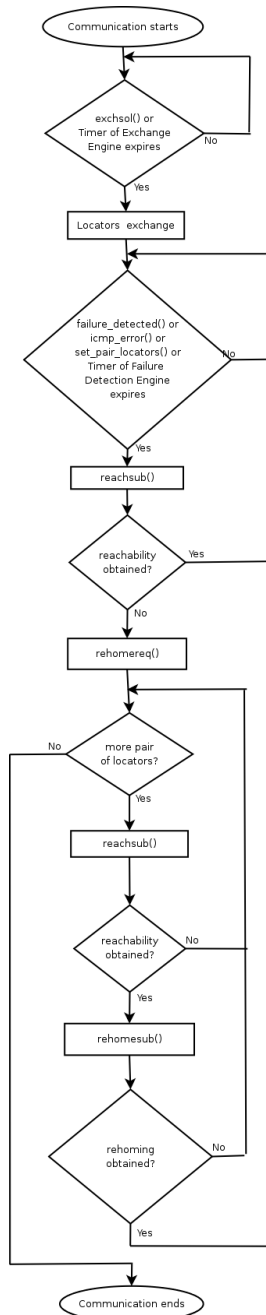 Communication starts
exchsol() or
Timer of Exchange
Engine expires
No
Yes
Locators exchange
failure_detected() or
icmp_error() or
set_pair_locators() or
Timer of Failure
Detection Engine
expires
No
Yes
reachsub()
reachability
obtained?
Yes
No
rehomereq()
No
more pair
of locators?
Yes
reachsub()
reachability
obtained?
No
Yes
rehomesub()
rehoming
obtained?
No
Yes
Communication ends